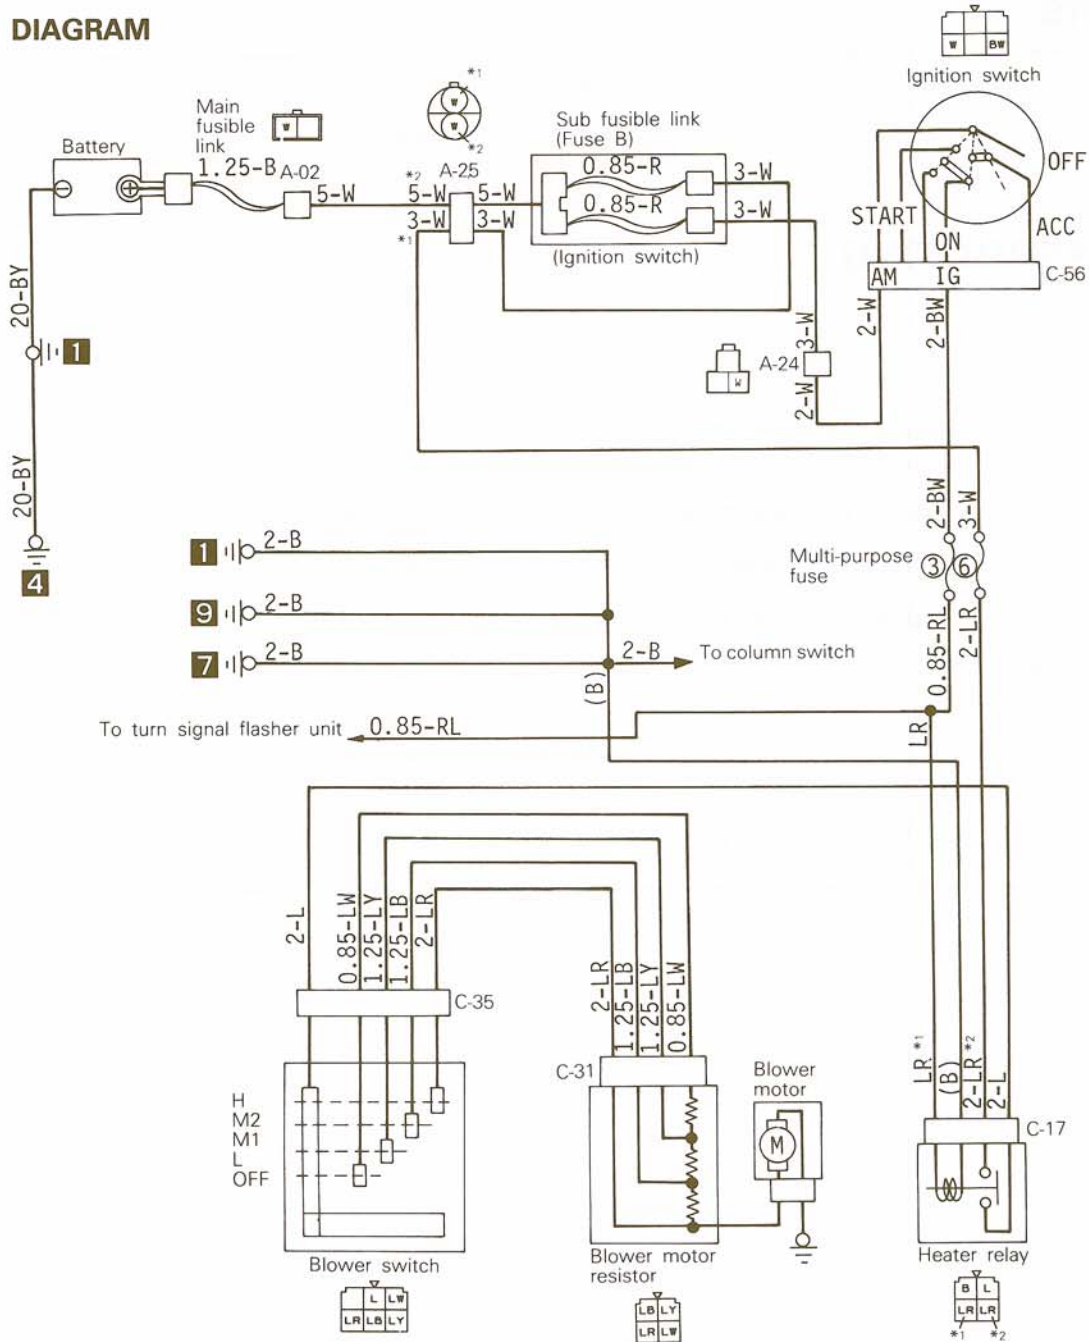 DIAGRAM
W BW
Ignition switch
*1
W
W
*2
Main
fusible
link
W
Sub fusible link
(Fuse B)
Battery
1.25-B
A-02
A-25
0.85-R
0.85-R
3-W
3-W
OFF
5-W
*2
5-W
5-W
3-W
3-W
*1
(Ignition switch)
START
ON
ACC
AM IG
C-56
20-BY
1
2-W
2-BW
3-W
A-24
W
2-W
20-BY
4
2-BW
3-W
1
2-B
Multi-purpose
fuse
3
6
9
2-B
7
2-B
2-B
To column switch
(B)
0.85-RL
2-LR
To turn signal flasher unit
0.85-RL
LR
2-L
0.85-LW
1.25-LY
1.25-LB
2-LR
C-35
2-LR
1.25-LB
1.25-LY
0.85-LW
C-31
Blower
motor
M
LR *1
(B)
2-LR *2
2-L
C-17
H
M2
M1
L
OFF
Blower switch
Blower motor
resistor
Heater relay
L LW
LR LB LY
LB LY
LR LW
B L
LR LR
*1 *2